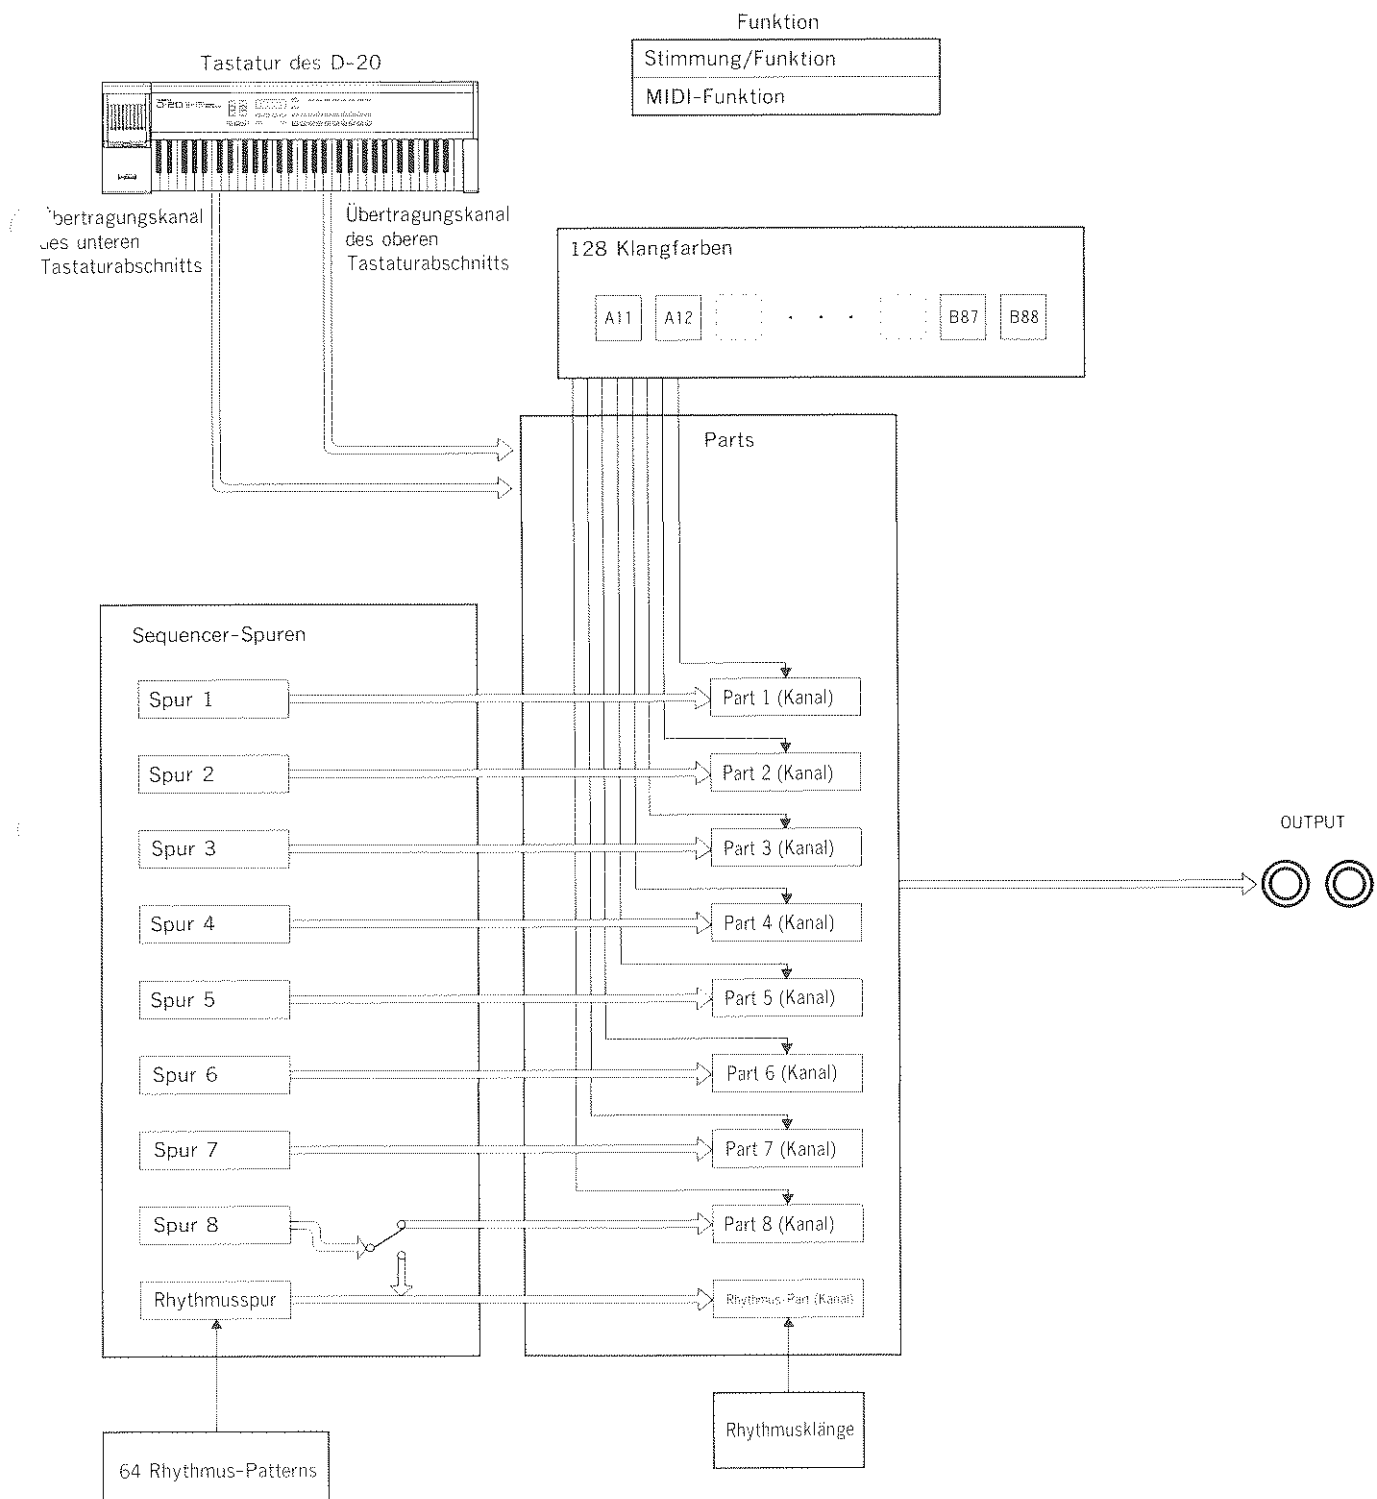 Funktion
Stimmung/Funktion
MIDI-Funktion
Tastatur des D-20
D-20
bertragungskanal
des unteren
Tastaturabschnitts
Übertragungskanal
des oberen
Tastaturabschnitts
128 Klangfarben
A11 A12 · · · B87 B88
Parts
Sequencer-Spuren
Spur 1
Part 1 (Kanal)
Spur 2
Part 2 (Kanal)
Spur 3
Part 3 (Kanal)
OUTPUT
Spur 4
Part 4 (Kanal)
Spur 5
Part 5 (Kanal)
Spur 6
Part 6 (Kanal)
Spur 7
Part 7 (Kanal)
Spur 8
Part 8 (Kanal)
Rhythmusspur
Rhythmus-Part (Kanal)
Rhythmusklänge
64 Rhythmus-Patterns